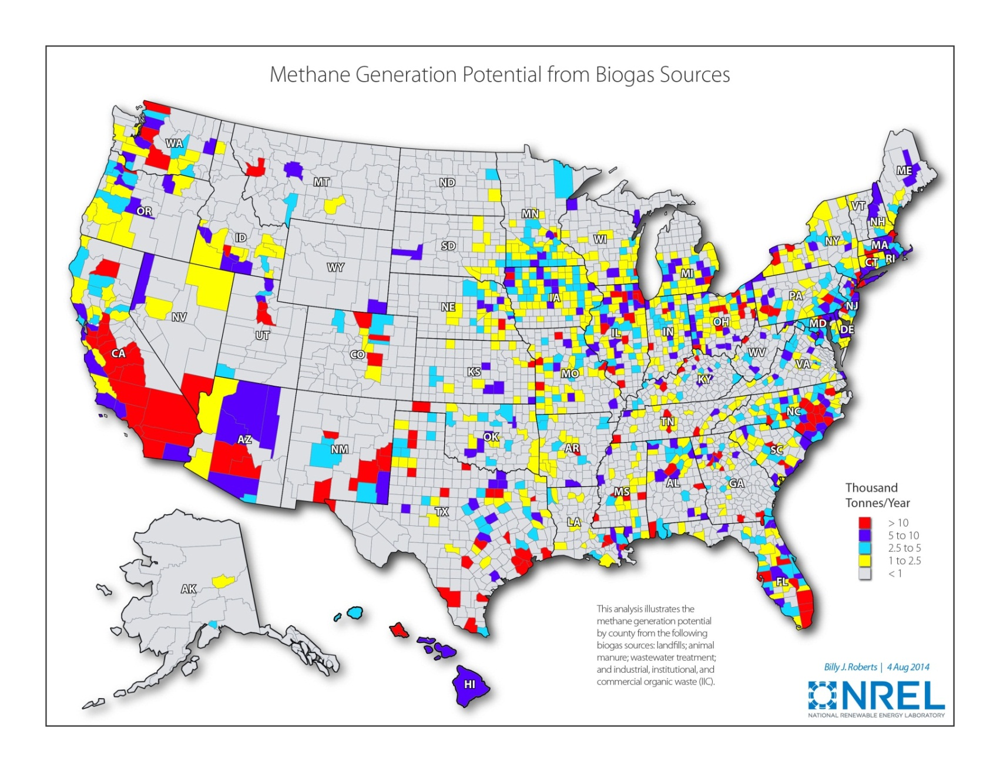 Methane Generation Potential from Biogas Sources
WA
MT
ND
MN
ME
VT
NH
OR
ID
SD
WI
NY
MA
CT
RI
WY
MI
IA
PA
NE
NJ
NV
UT
CO
IL
IN
OH
MD
DE
CA
KS
MO
WV
VA
KY
NC
TN
AZ
NM
OK
AR
SC
MS
AL
GA
TX
LA
FL
AK
HI
Thousand
Tonnes/Year
> 10
5 to 10
2.5 to 5
1 to 2.5
< 1
This analysis illustrates the
methane generation potential
by county from the following
biogas sources: landfills; animal
manure; wastewater treatment;
and industrial, institutional, and
commercial organic waste (IIC).
Billy J. Roberts | 4 Aug 2014
NREL
NATIONAL RENEWABLE ENERGY LABORATORY